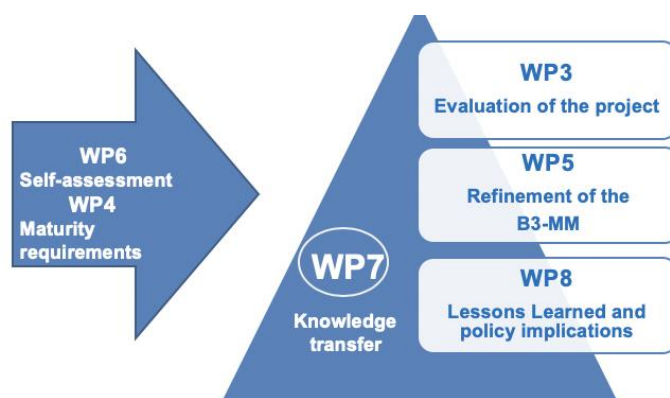 WP6
Self-assessment
WP4
Maturity
requirements
WP7
Knowledge
transfer
WP3
Evaluation of the project
WP5
Refinement of the
B3-MM
WP8
Lessons Learned and
policy implications